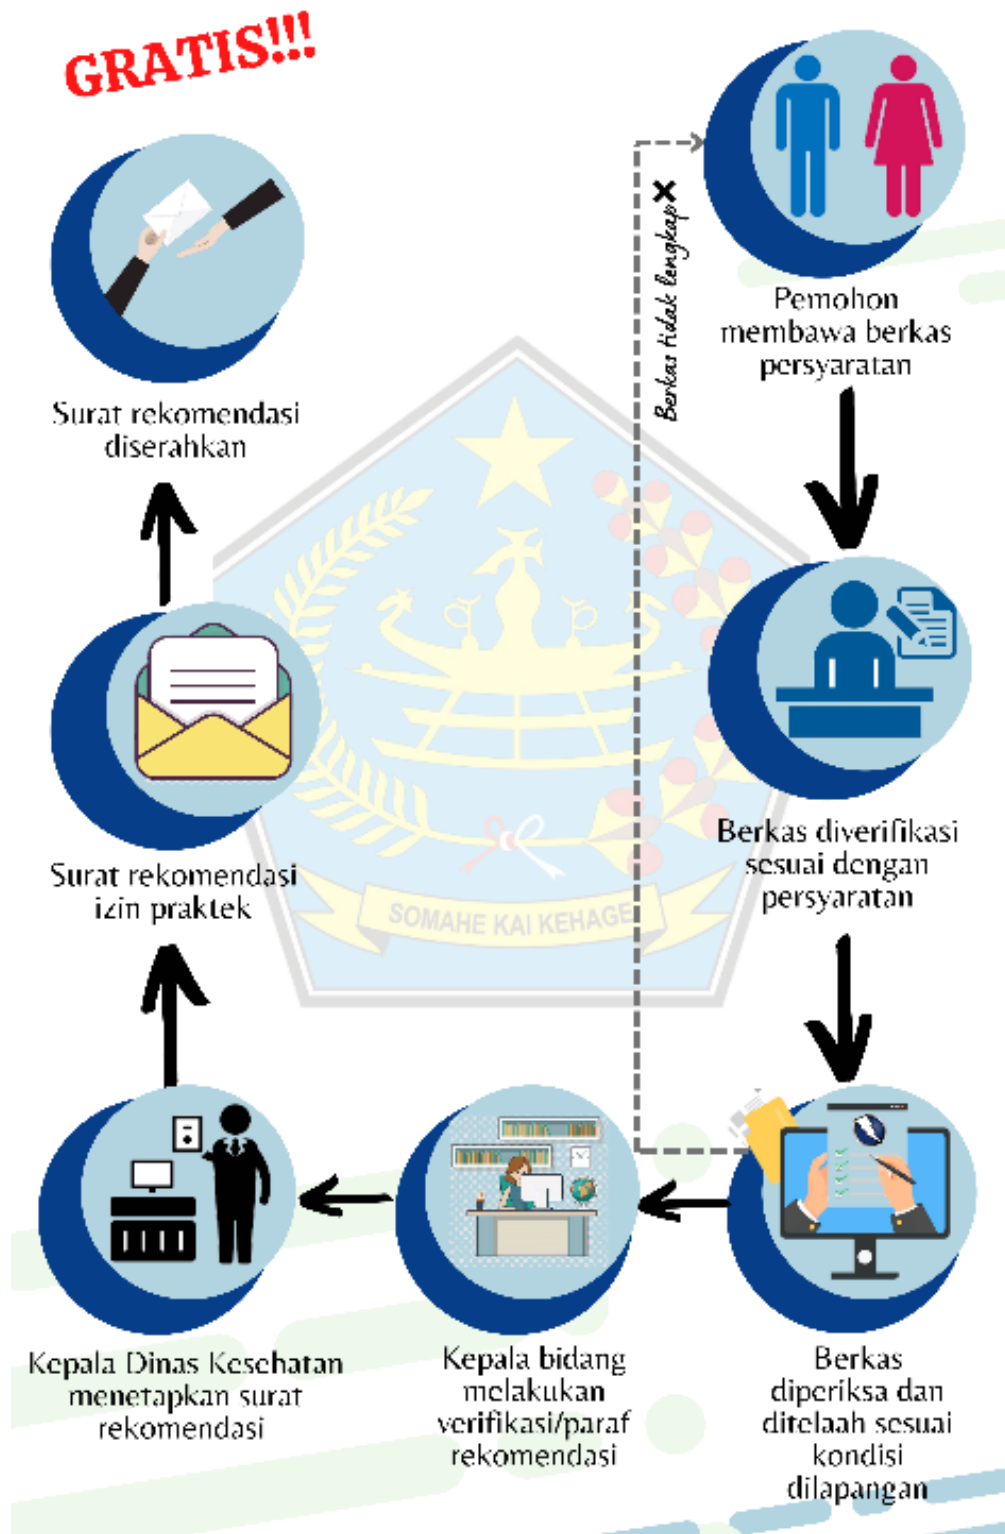 GRATIS!!!
Pemohon
membawa berkas
persyaratan
Berkas tidak lengkap
Berkas diverifikasi
sesuai dengan
persyaratan
Berkas
diperiksa dan
ditelaah sesuai
kondisi
dilapangan
Kepala bidang
melakukan
verifikasi/paraf
rekomendasi
Kepala Dinas Kesehatan
menetapkan surat
rekomendasi
Surat rekomendasi
izin praktek
Surat rekomendasi
diserahkan
SOMAHE KAI KEHAGE